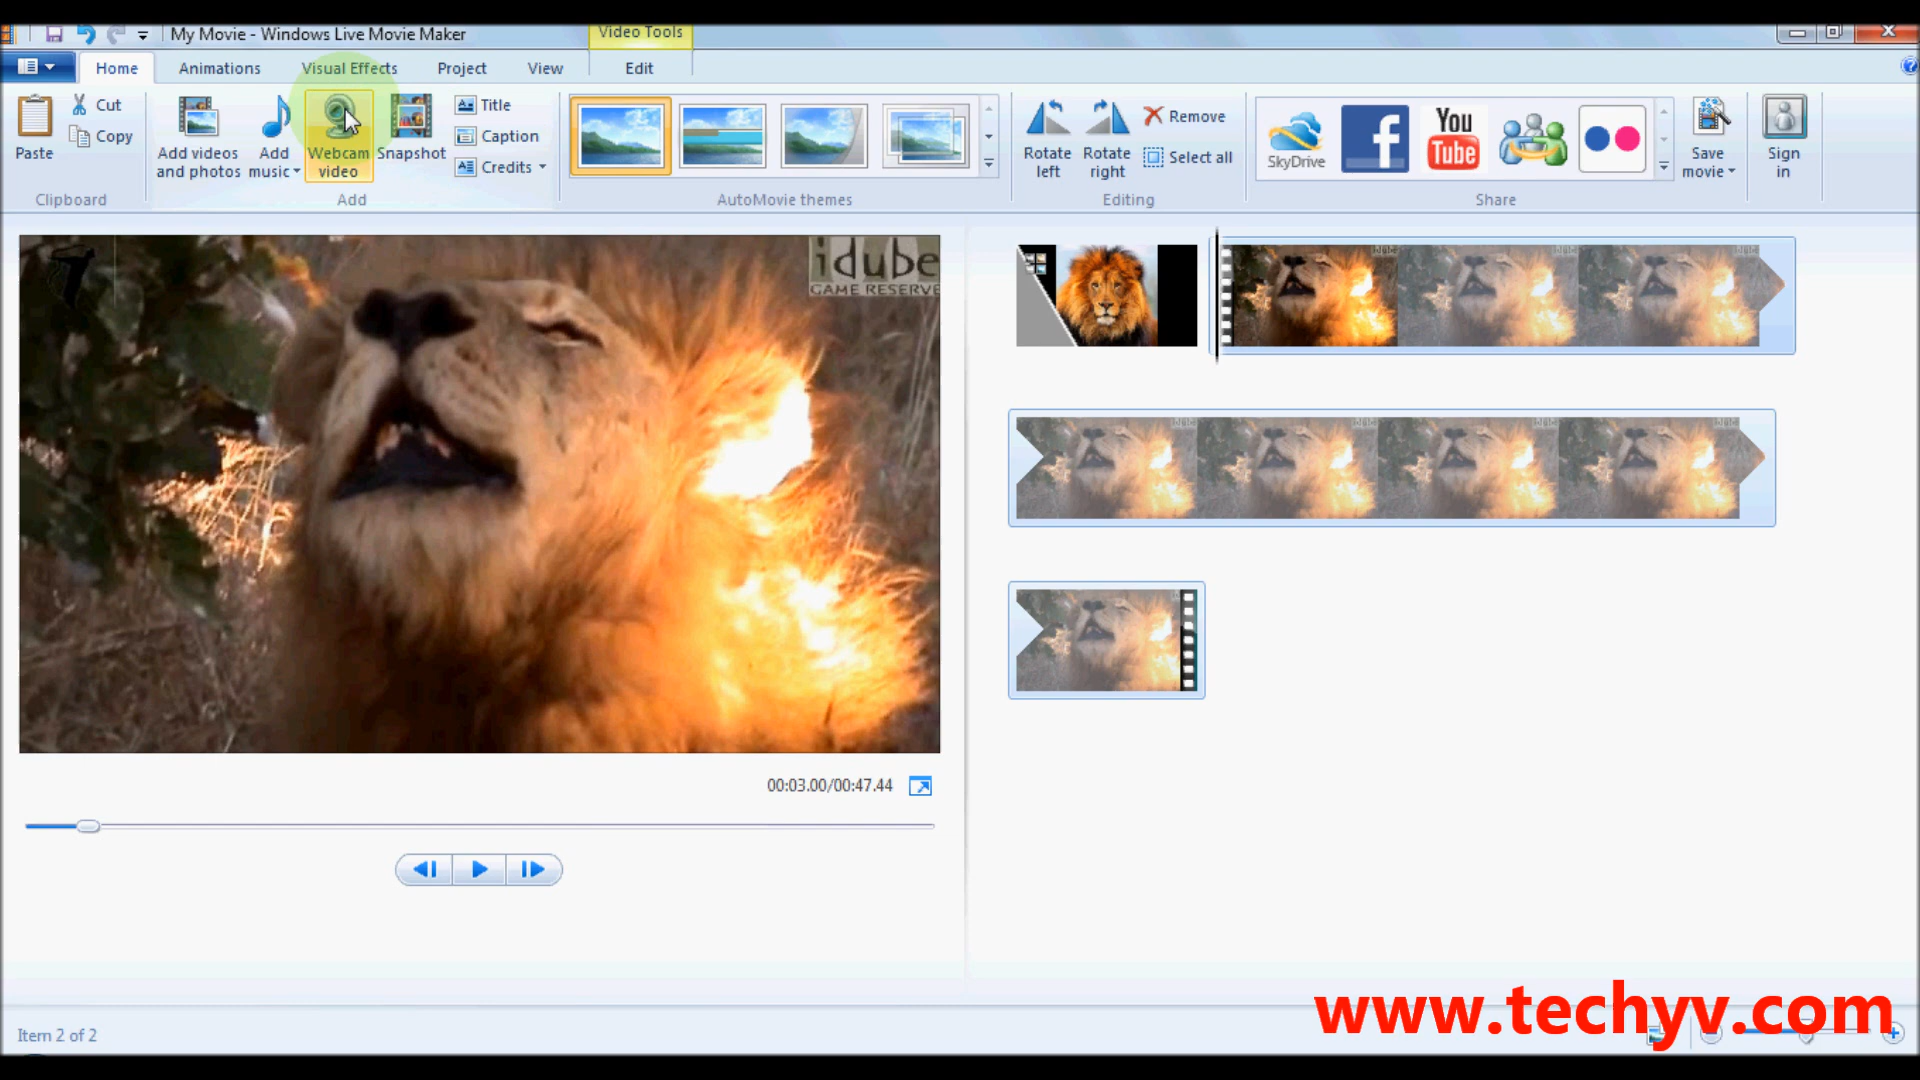 My Movie - Windows Live Movie Maker
Video Tools
Home
Animations
Visual Effects
Project
View
Edit
Paste
Cut
Copy
Clipboard
Add videos
and photos
Add
music
Webcam
video
Snapshot
Title
Caption
Credits
Add
AutoMovie themes
Rotate
left
Rotate
right
Remove
Select all
Editing
SkyDrive
f
You
Tube
Share
Save
movie
Sign
in
idube
GAME RESERVE
00:03.00/00:47.44
Item 2 of 2
www.techyv.com